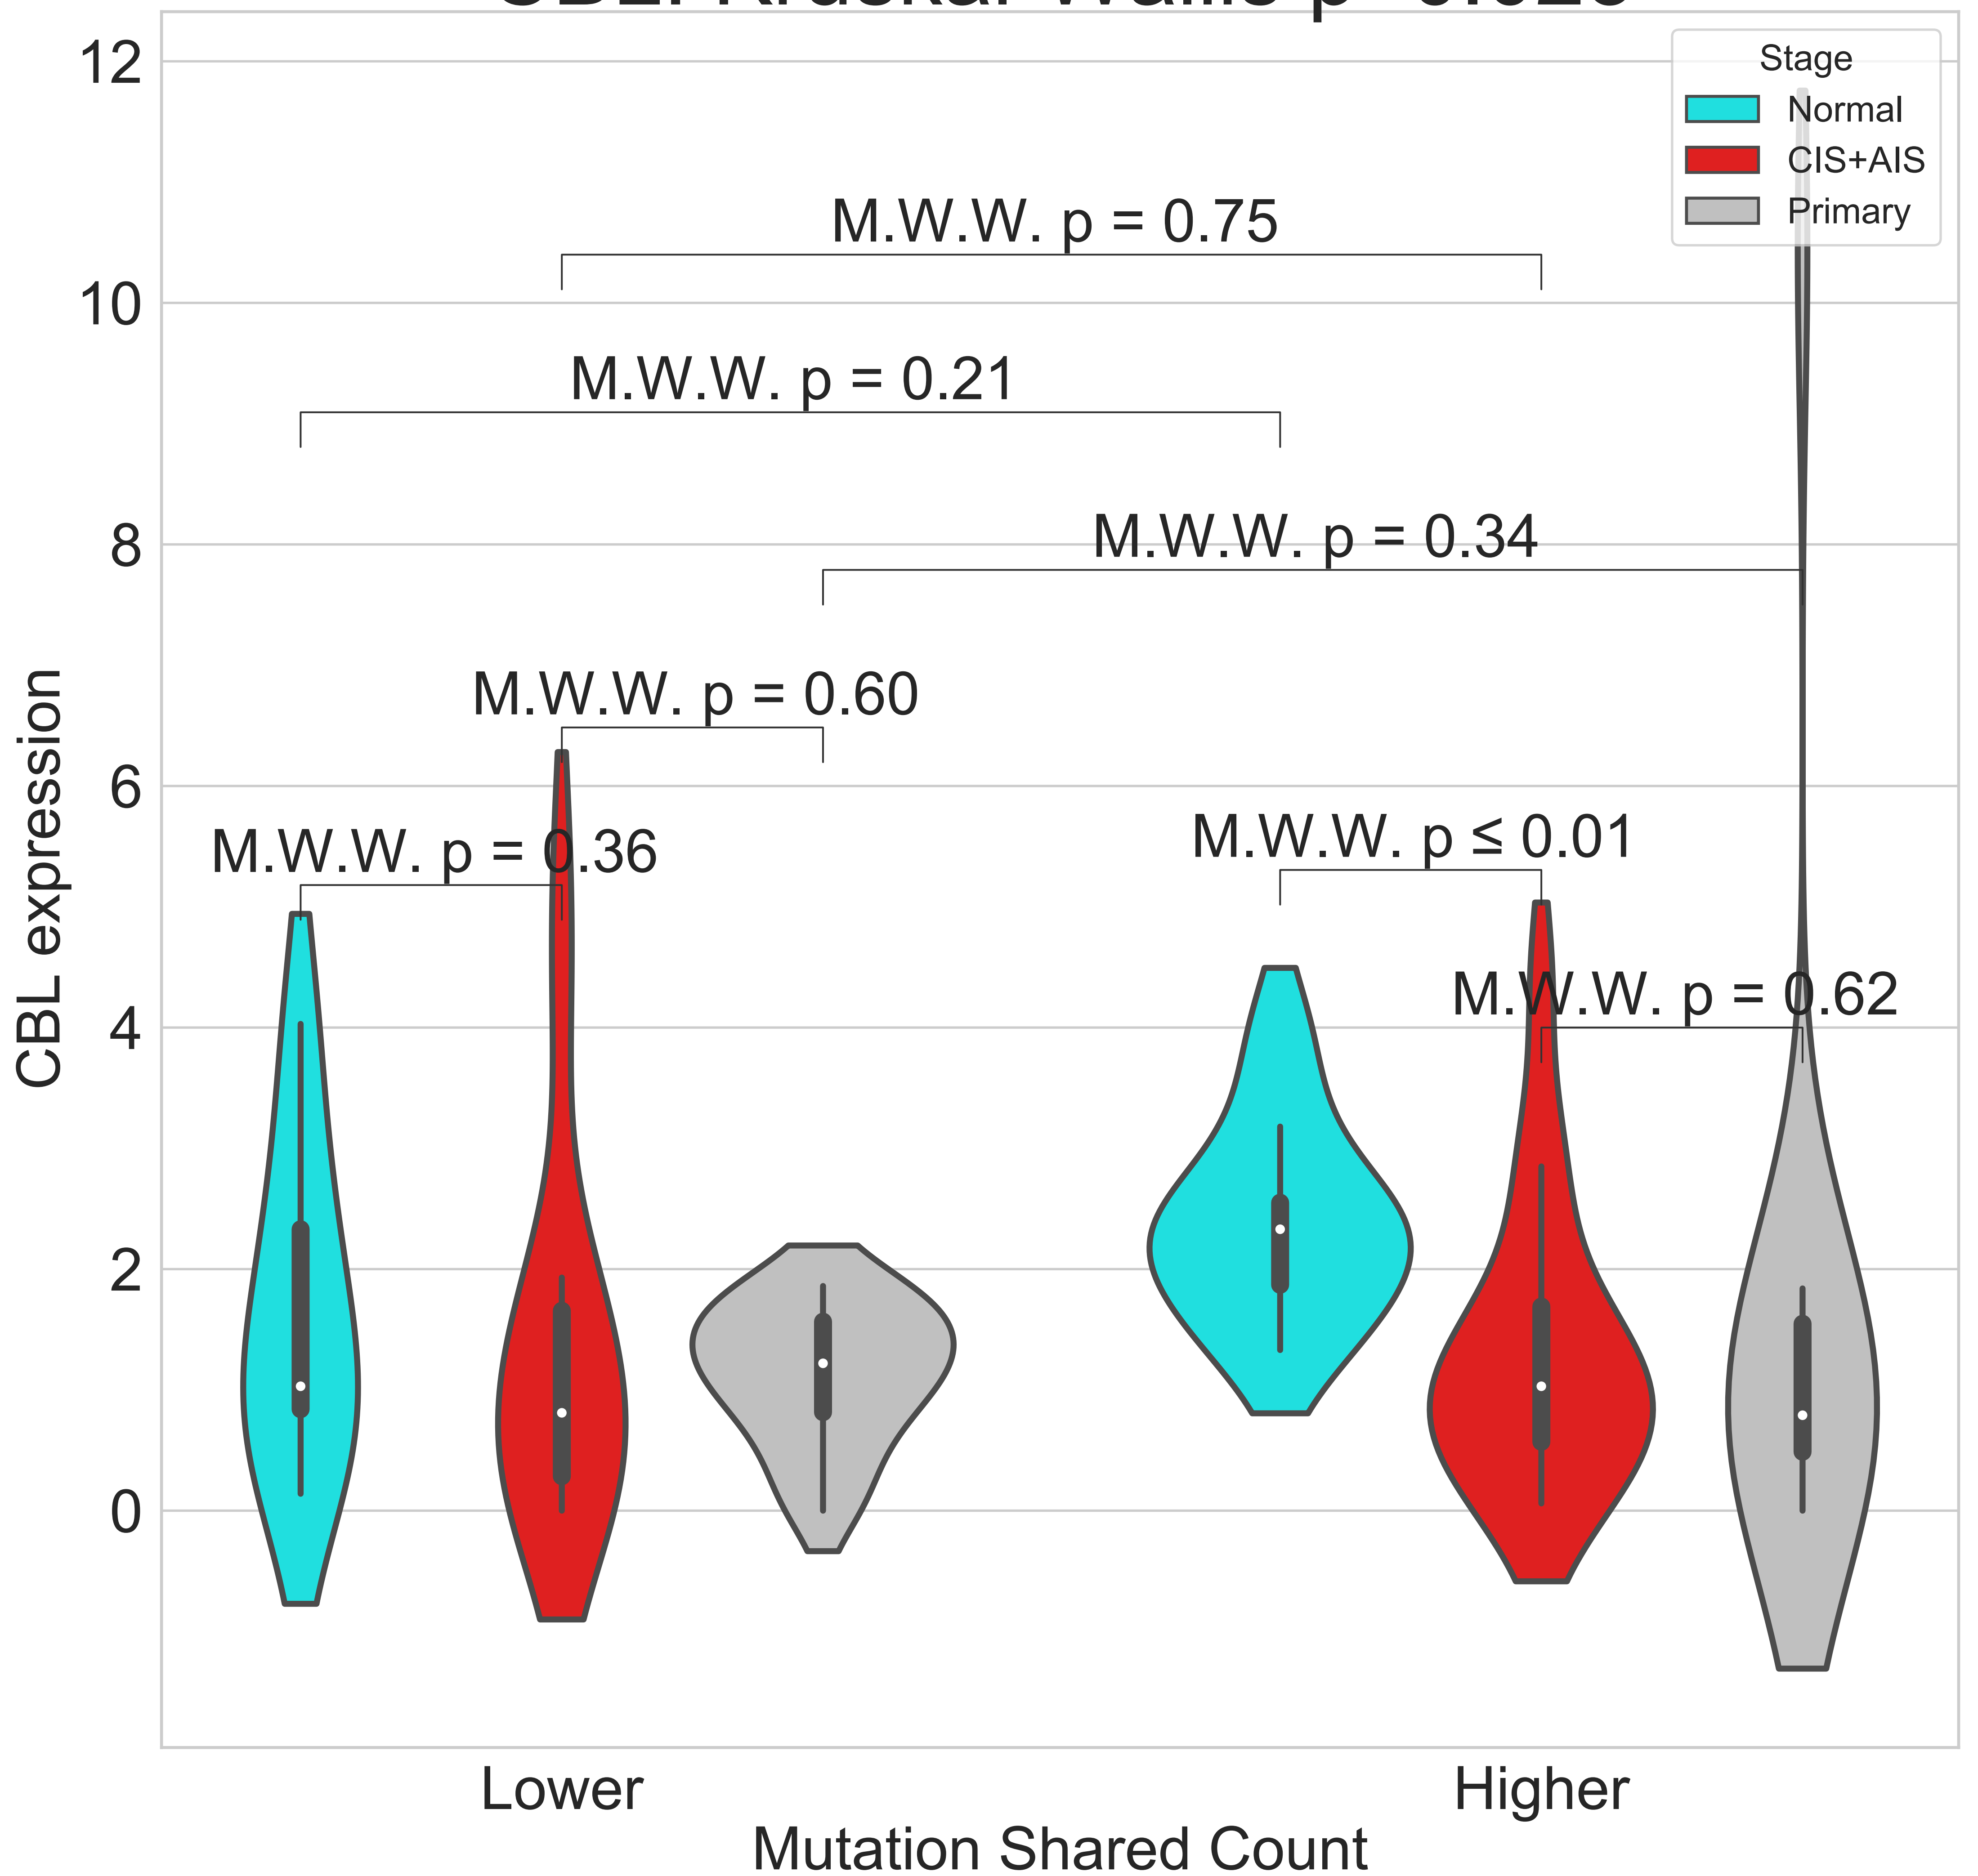 12
10
8
6
4
2
0
CBL expression
Stage
Normal
CIS+AIS
Primary
M.W.W. p = 0.75
M.W.W. p = 0.21
M.W.W. p = 0.34
M.W.W. p = 0.60
M.W.W. p = 0.36
M.W.W. p ≤ 0.01
M.W.W. p = 0.62
Lower
Higher
Mutation Shared Count